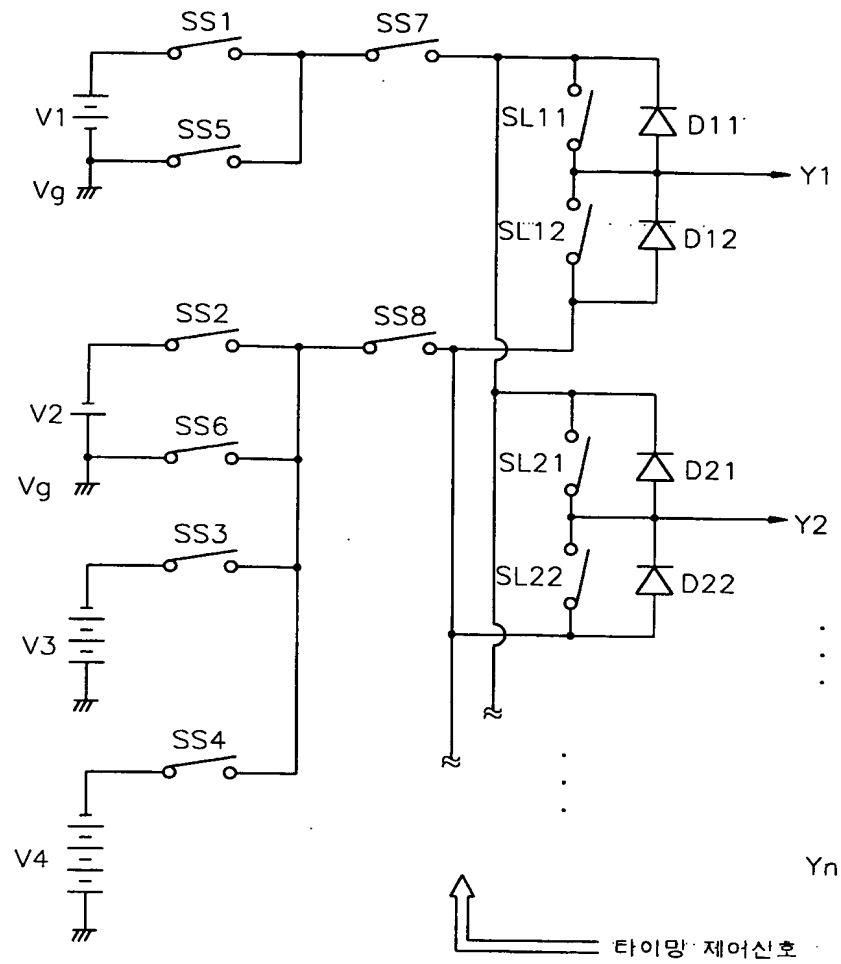 SS1
SS7
V1
SS5
SL11
D11
Vg
Y1
SL12
D12
SS2
SS8
V2
SS6
Vg
SL21
D21
Y2
SS3
SL22
D22
V3
SS4
V4
Yn
타이망 제어신호